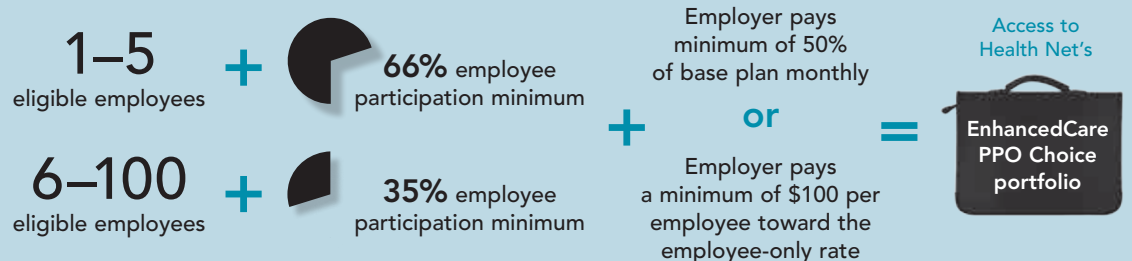 1–5
eligible employees
+
66% employee
participation minimum
6–100
eligible employees
+
35% employee
participation minimum
+
Employer pays
minimum of 50%
of base plan monthly
or
Employer pays
a minimum of $100 per
employee toward the
employee-only rate
=
Access to
Health Net’s
EnhancedCare
PPO Choice
portfolio